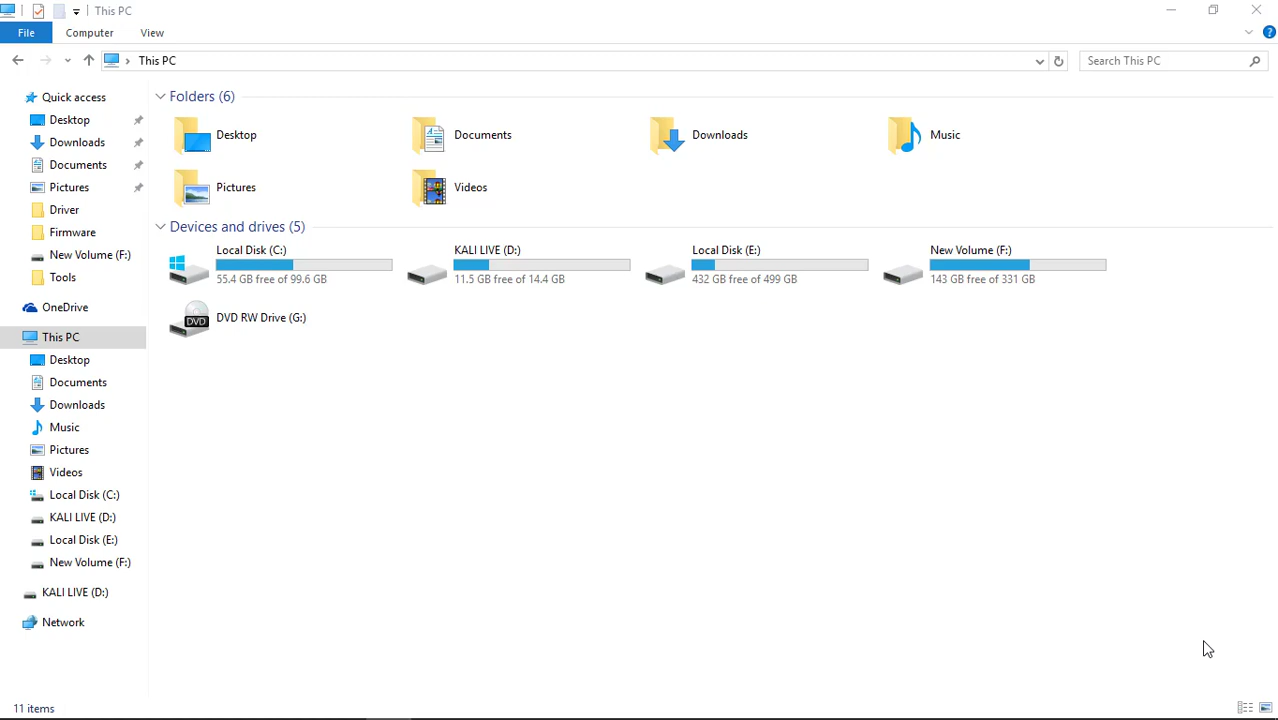 This PC
File Computer View
This PC
Search This PC
Quick access
Desktop
Downloads
Documents
Pictures
Driver
Firmware
New Volume (F:)
Tools
OneDrive
This PC
Desktop
Documents
Downloads
Music
Pictures
Videos
Local Disk (C:)
KALI LIVE (D:)
Local Disk (E:)
New Volume (F:)
KALI LIVE (D:)
Network
Folders (6)
Desktop
Documents
Downloads
Music
Pictures
Videos
Devices and drives (5)
Local Disk (C:)
55.4 GB free of 99.6 GB
KALI LIVE (D:)
11.5 GB free of 14.4 GB
Local Disk (E:)
432 GB free of 499 GB
New Volume (F:)
143 GB free of 331 GB
DVD
DVD RW Drive (G:)
11 items